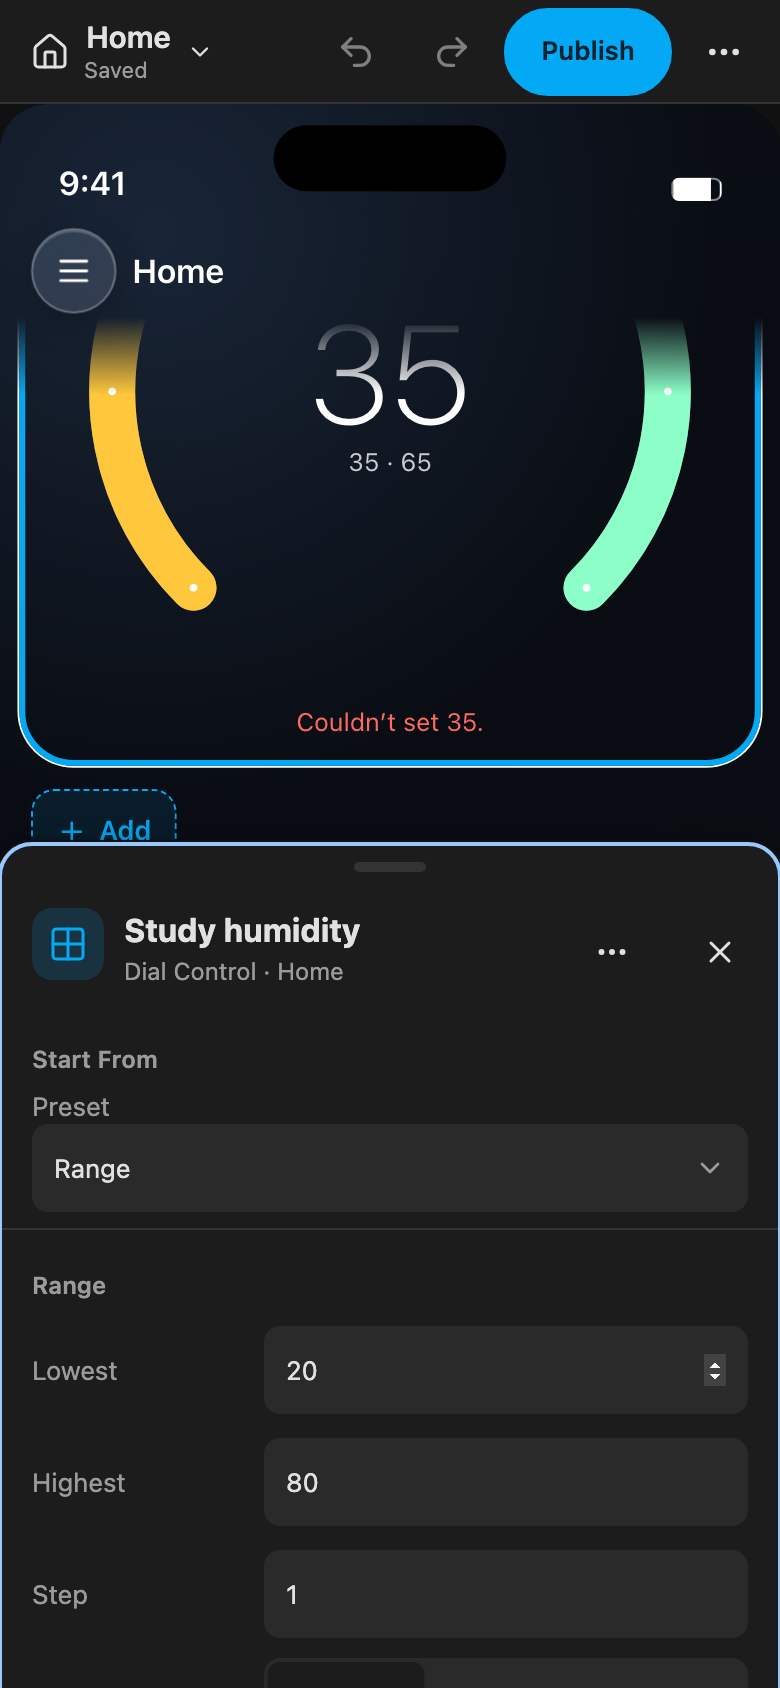 Home
Saved
Publish
9:41
Home
35
35 · 65
Couldn’t set 35.
+ Add
Study humidity
Dial Control · Home
Start From
Preset
Range
Range
Lowest
20
Highest
80
Step
1